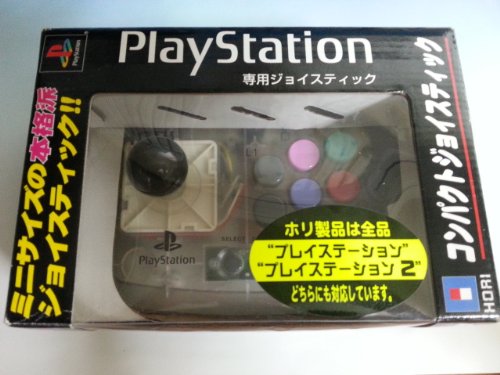 PlayStation
PlayStation
専用ジョイスティック
ミニサイズの本格派
ジョイスティック!!
コンパクトジョイスティック
L1
SELECT
PlayStation
ホリ製品は全品
“プレイステーション”
“プレイステーション 2”
どちらにも対応しています。
HORI